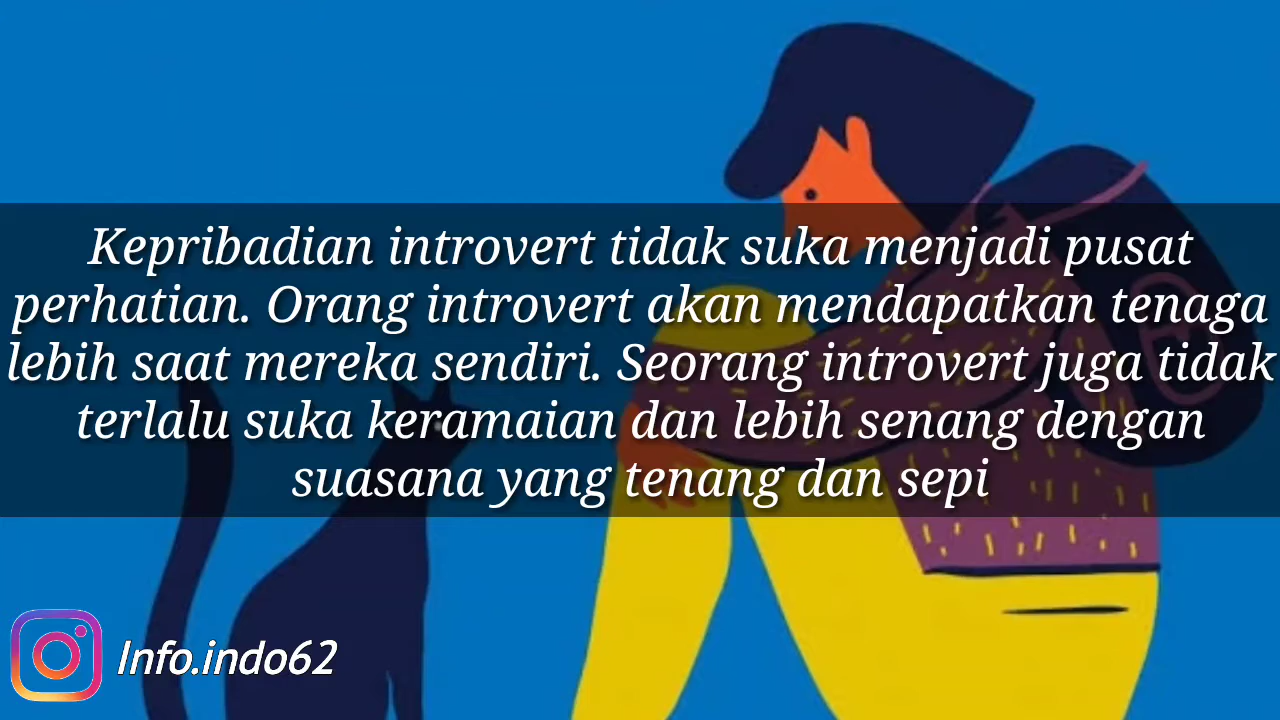 Kepribadian introvert tidak suka menjadi pusat
perhatian. Orang introvert akan mendapatkan tenaga
lebih saat mereka sendiri. Seorang introvert juga tidak
terlalu suka keramaian dan lebih senang dengan
suasana yang tenang dan sepi
Info.indo62